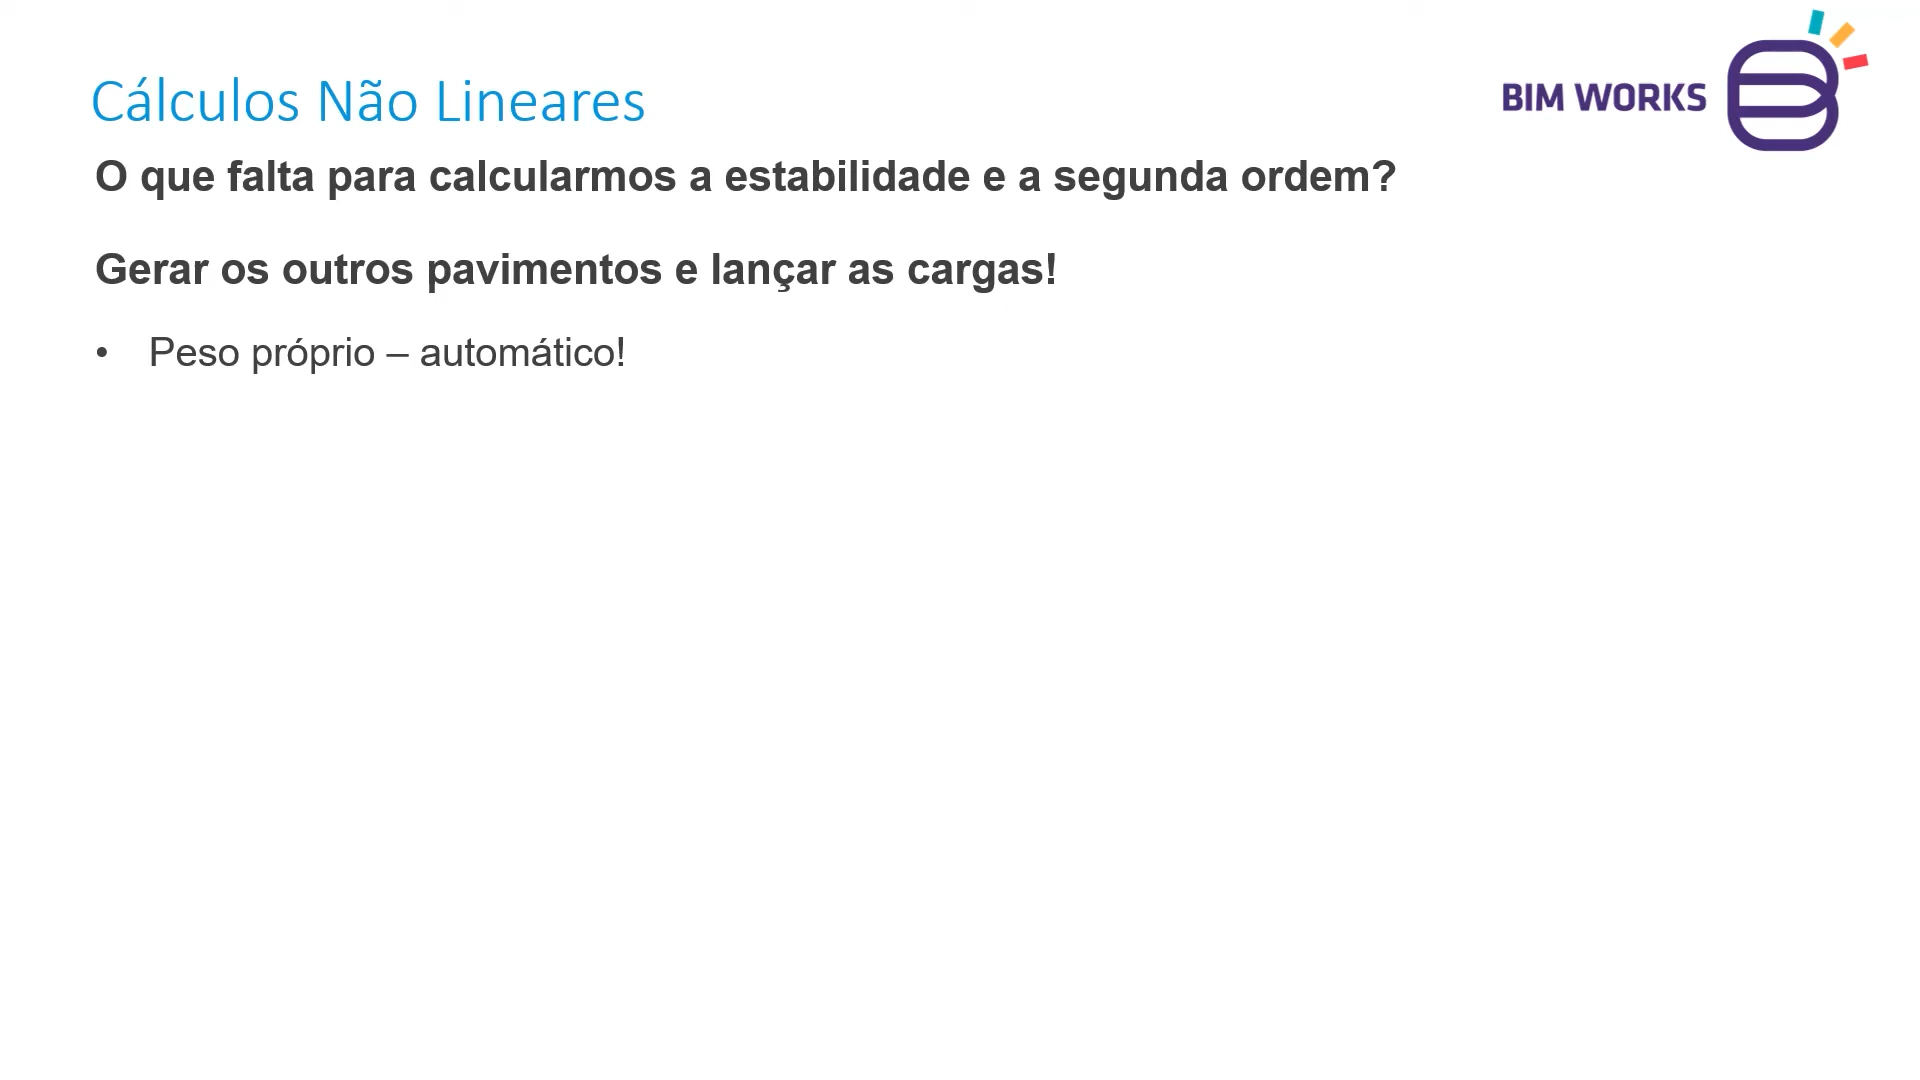 BIM WORKS
Cálculos Não Lineares
O que falta para calcularmos a estabilidade e a segunda ordem?
Gerar os outros pavimentos e lançar as cargas!
• Peso próprio – automático!